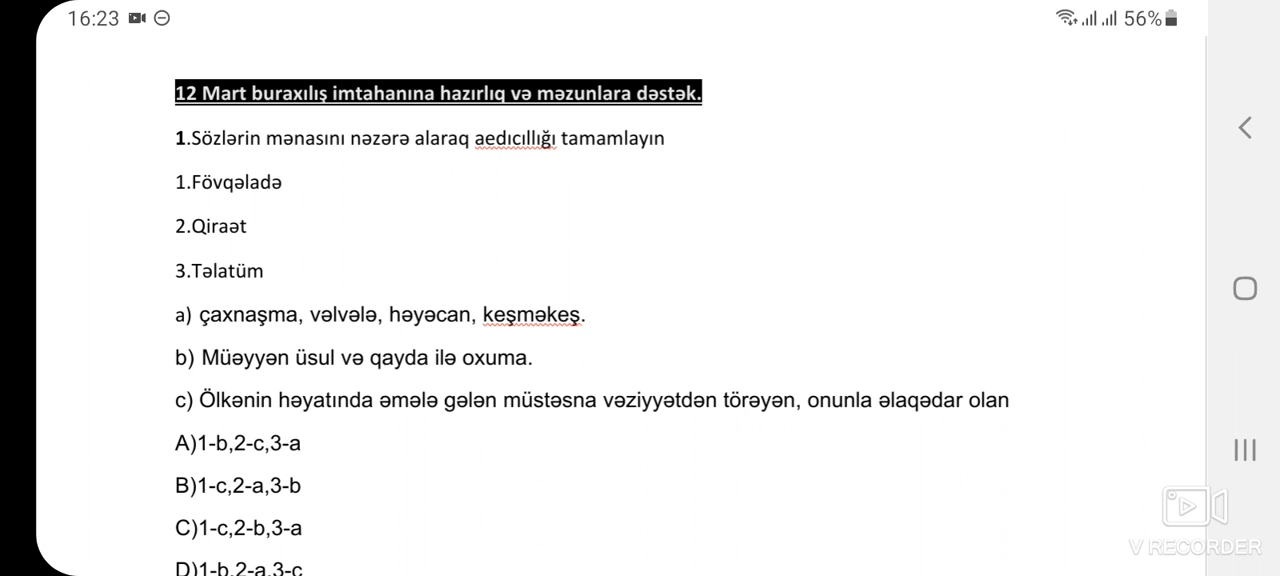 16:23
56%
12 Mart buraxılış imtahanına hazırlıq və məzunlara dəstək.
1.Sözlərin mənasını nəzərə alaraq aedıcıllığı tamamlayın
1.Fövqəladə
2.Qiraət
3.Təlatüm
a) çaxnaşma, vəlvələ, həyəcan, keşməkeş.
b) Müəyyən üsul və qayda ilə oxuma.
c) Ölkənin həyatında əmələ gələn müstəsna vəziyyətdən törəyən, onunla əlaqədar olan
A)1-b,2-c,3-a
B)1-c,2-a,3-b
C)1-c,2-b,3-a
D)1-b,2-a,3-c
V RECORDER